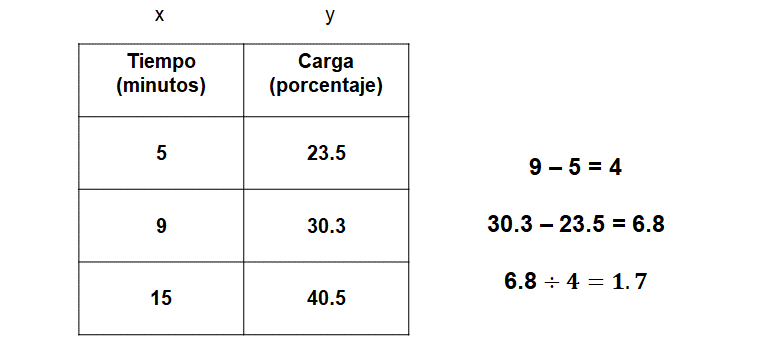 x y
Tiempo Carga
(minutos) (porcentaje)
5 23.5
9 30.3
15 40.5
9 – 5 = 4
30.3 – 23.5 = 6.8
6.8 ÷ 4 = 1.7